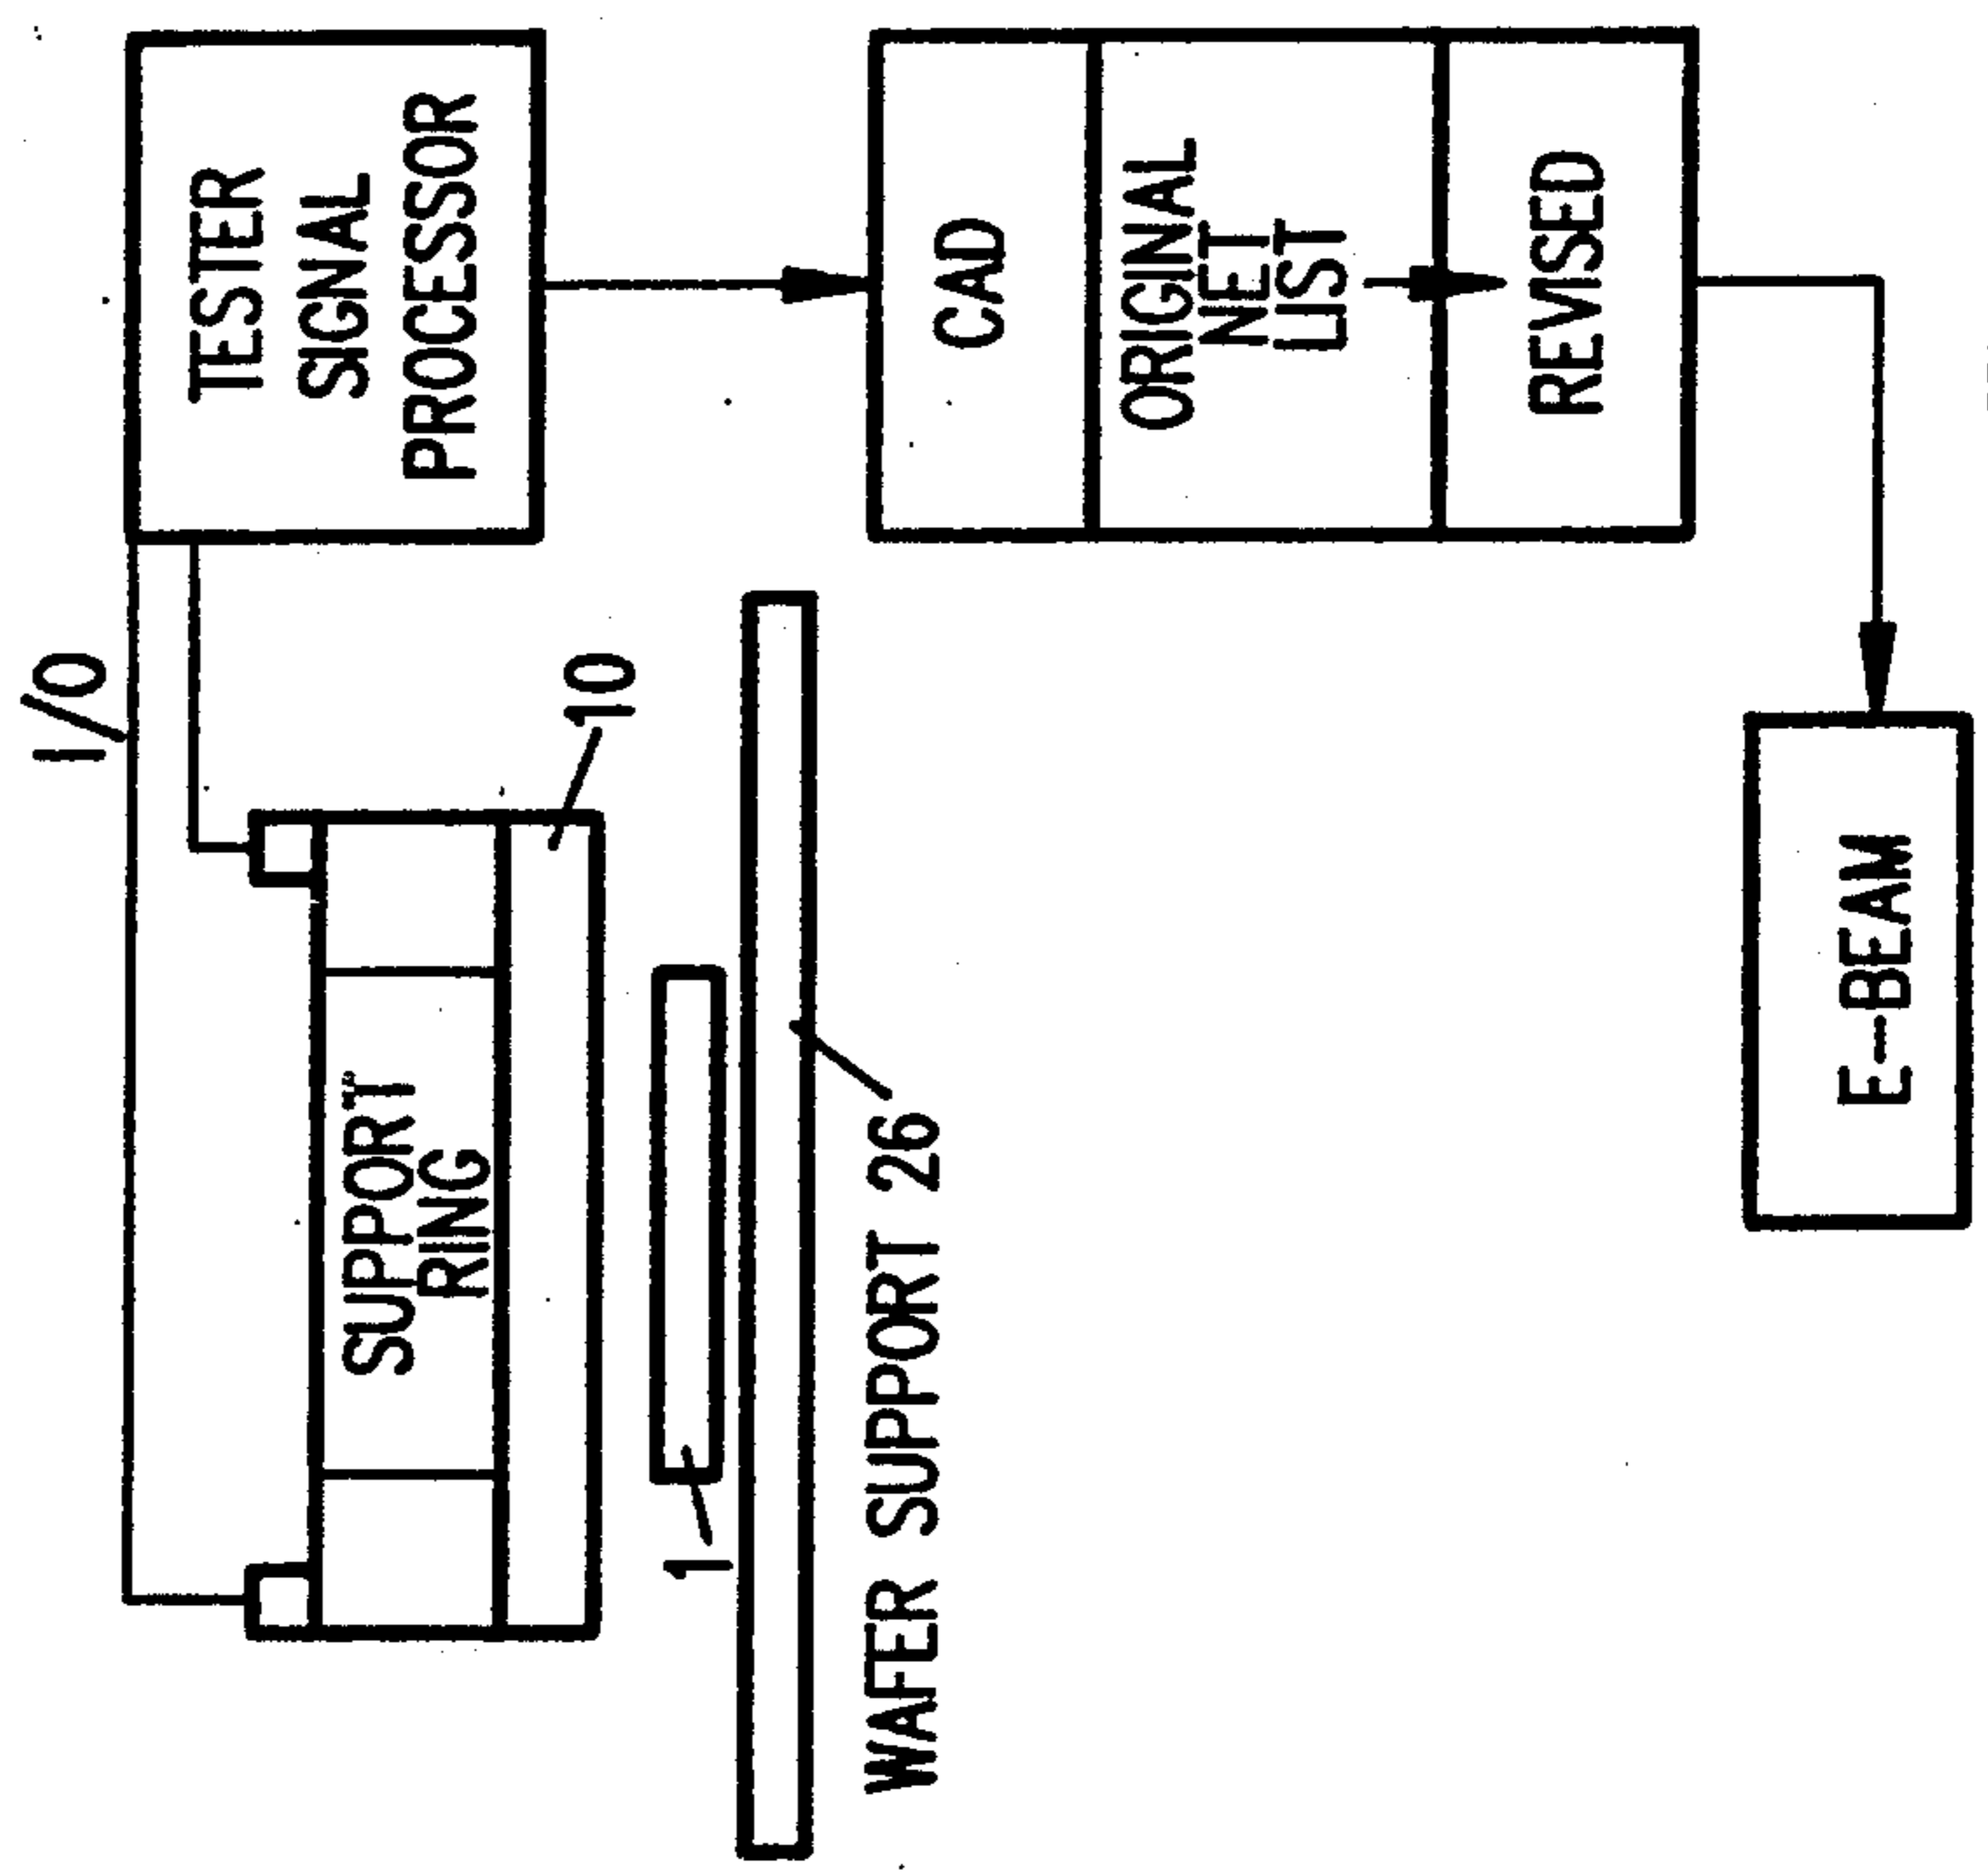 I/O
TESTER
SIGNAL
PROCESSOR
SUPPORT
RING
10
1
WAFER SUPPORT 26
CAD
ORIGINAL
NET
LIST
REVISED
E-BEAM